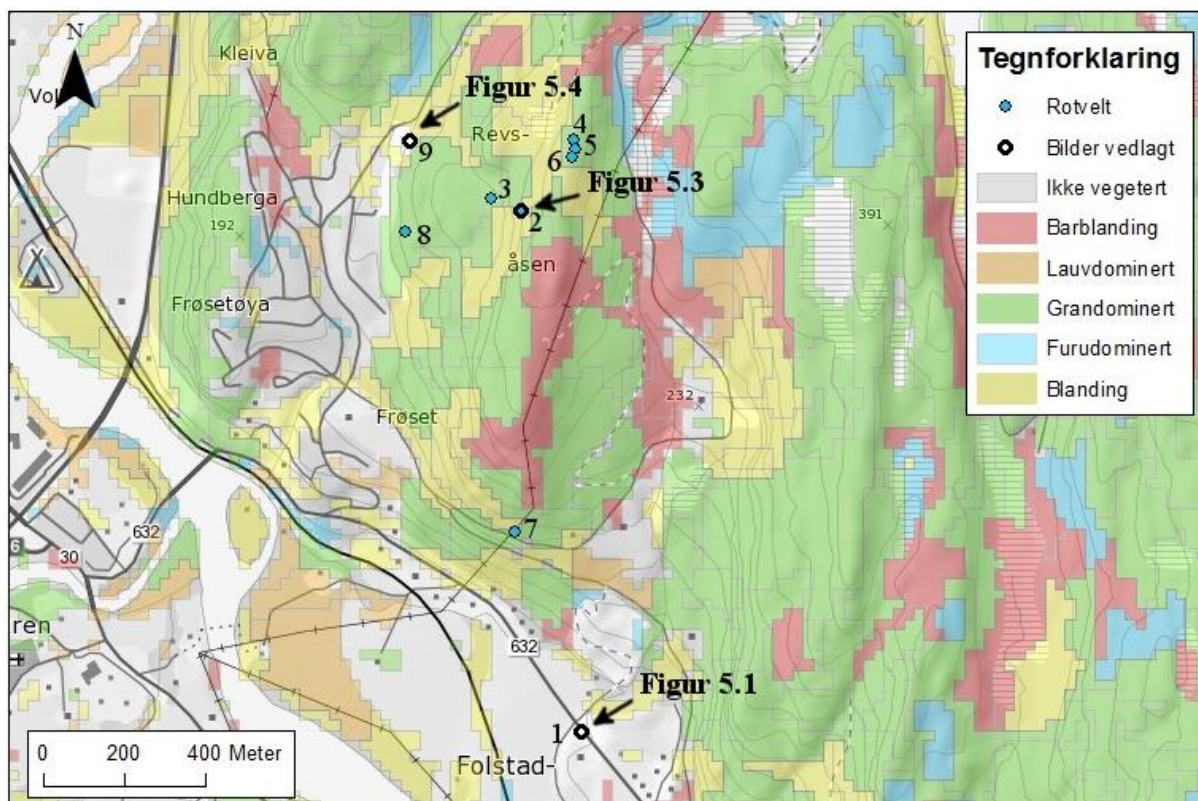 N
Kleiva
Vol
Figur 5.4
Revs-
4
5
6
9
Figur 5.3
Hundberga
192
3
2
8
åsen
391
Frøsetøya
Frøset
232
7
632
6
30
ren
632
Figur 5.1
1
Folstad-
0 200 400 Meter
Tegnforklaring
Rotvelt
Bilder vedlagt
Ikke vegetert
Barblanding
Lauvdominert
Grandominert
Furudominert
Blanding